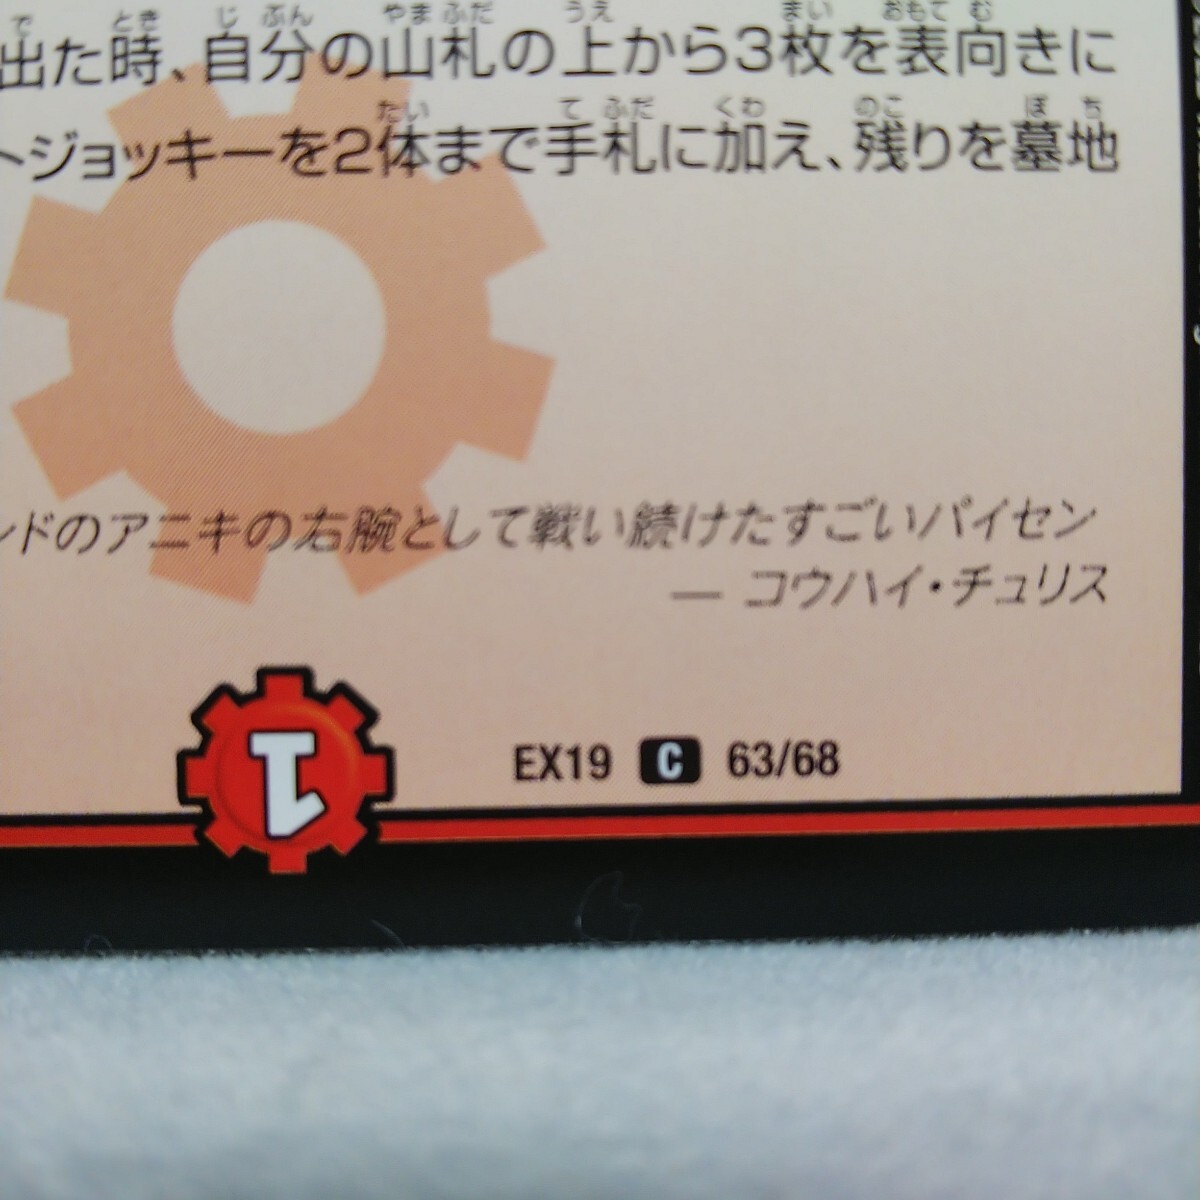 出た時、自分の山札の上から3枚を表向きに
トジョッキーを2体まで手札に加え、残りを墓地
ンドのアニキの右腕として戦い続けたすごいパイセン
— コウハイ・チュリス
1
EX19 C 63/68